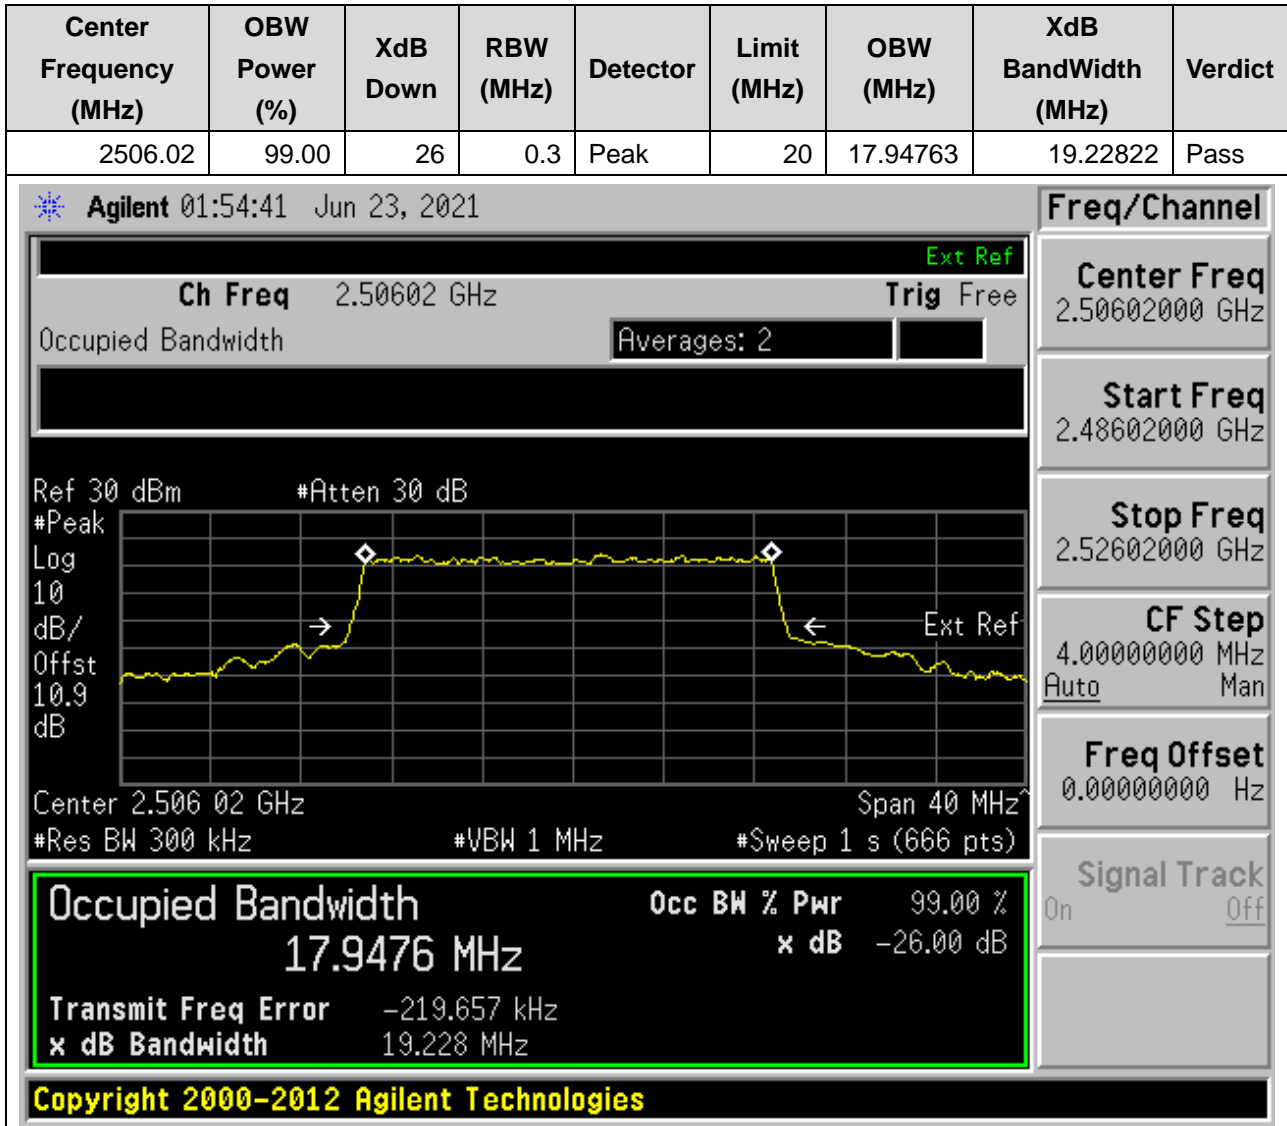 Center Frequency (MHz) OBW Power (%) XdB Down RBW (MHz) Detector Limit (MHz) OBW (MHz) XdB BandWidth (MHz) Verdict
2506.02 99.00 26 0.3 Peak 20 17.94763 19.22822 Pass
Agilent 01:54:41 Jun 23, 2021
Freq/Channel
Ext Ref
Ch Freq 2.50602 GHz Trig Free
Occupied Bandwidth Averages: 2
Center Freq
2.50602000 GHz
Start Freq
2.48602000 GHz
Stop Freq
2.52602000 GHz
CF Step
4.00000000 MHz
Auto Man
Freq Offset
0.00000000 Hz
Signal Track
On Off
Ref 30 dBm #Atten 30 dB
#Peak
Log
10
dB/
Offst
10.9
dB
Ext Ref
Center 2.506 02 GHz Span 40 MHz^
#Res BW 300 kHz #VBW 1 MHz #Sweep 1 s (666 pts)
Occupied Bandwidth Occ BW % Pwr 99.00 %
17.9476 MHz x dB -26.00 dB
Transmit Freq Error -219.657 kHz
x dB Bandwidth 19.228 MHz
Copyright 2000-2012 Agilent Technologies